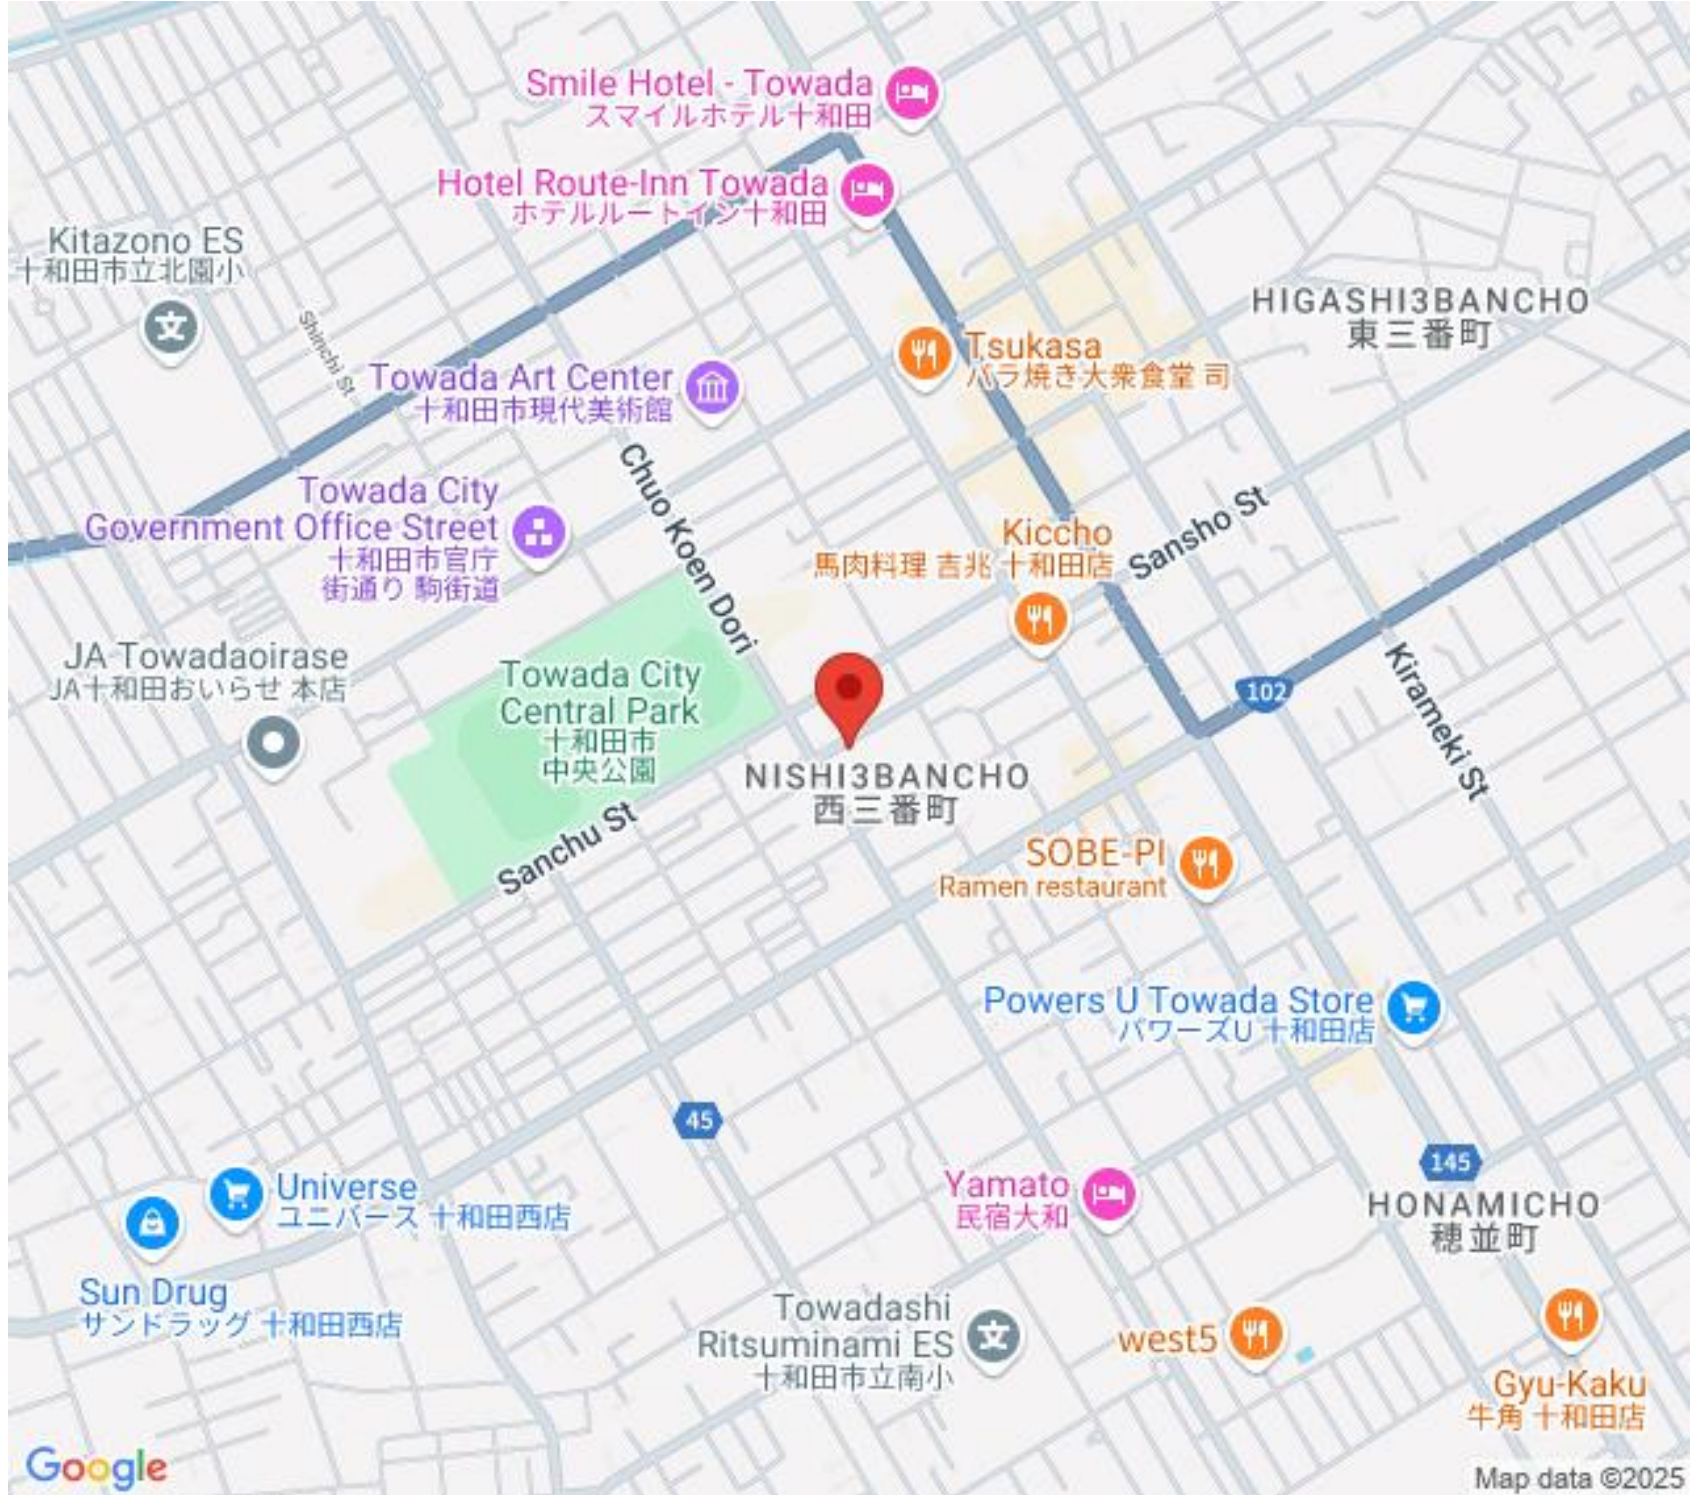 Smile Hotel - Towada
スマイルホテル十和田
Hotel Route-Inn Towada
ホテルルートイン十和田
Kitazono ES
十和田市立北園小
HIGASHI3BANCHO
東三番町
Shinchi St
Tsukasa
バラ焼き大衆食堂 司
Towada Art Center
十和田市現代美術館
Chuo Koen Dori
Towada City
Government Office Street
十和田市官庁
街通り 駒街道
Sansho St
Kiccho
馬肉料理 吉兆 十和田店
JA Towadaoirase
JA十和田おいらせ 本店
Towada City
Central Park
十和田市
中央公園
102
Kirameki St
NISHI3BANCHO
西三番町
Sanchu St
SOBE-PI
Ramen restaurant
Powers U Towada Store
パワーズU 十和田店
45
145
Universe
ユニバース 十和田西店
Yamato
民宿大和
HONAMICHO
穂並町
Sun Drug
サンドラッグ 十和田西店
Towadashi
Ritsuminami ES
十和田市立南小
west5
Gyu-Kaku
牛角 十和田店
Google
Map data ©2025